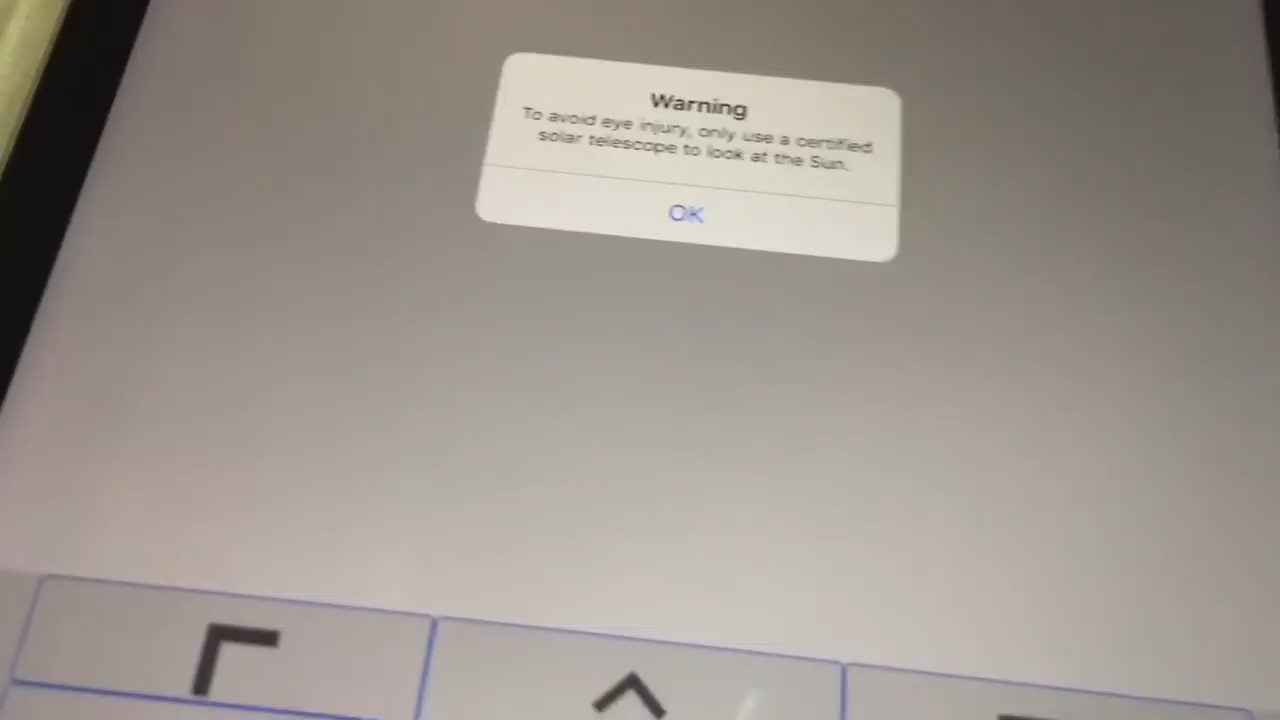 Warning
To avoid eye injury, only use a certified
solar telescope to look at the Sun.
OK